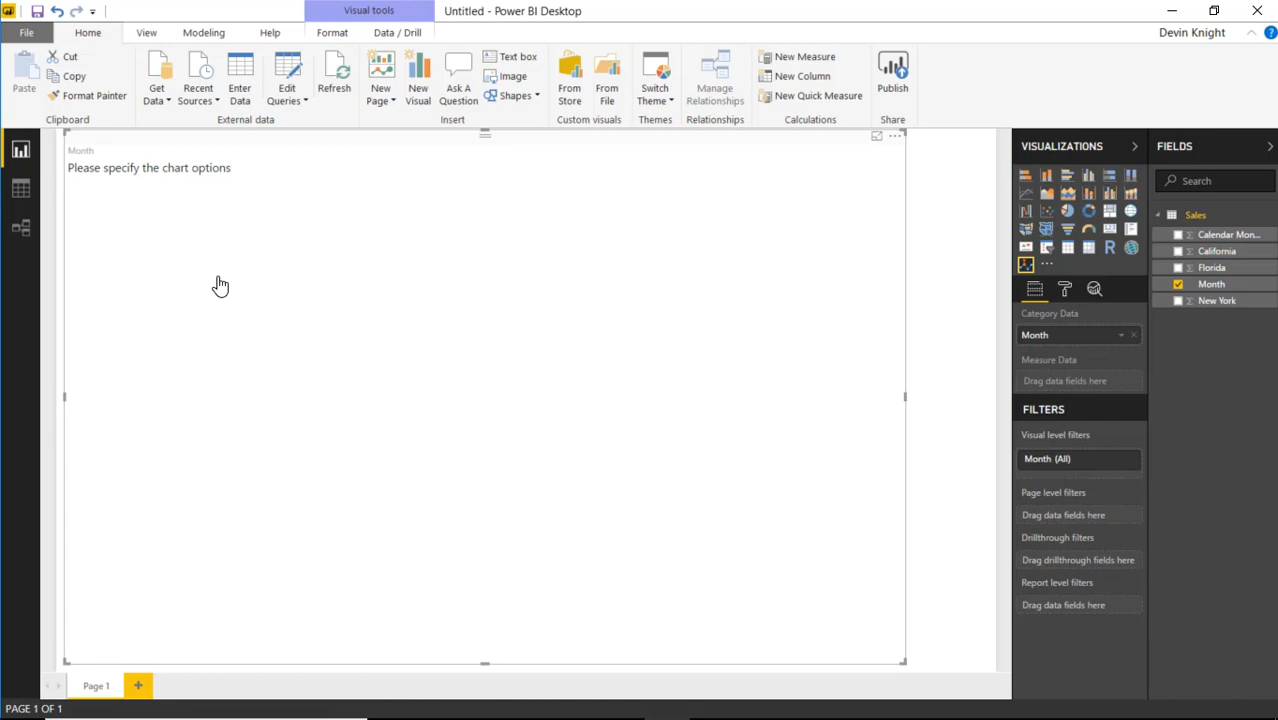 Visual tools
Untitled - Power BI Desktop
File
Home
View
Modeling
Help
Format
Data / Drill
Devin Knight
Paste
Cut
Copy
Format Painter
Clipboard
Get Data
Recent Sources
Enter Data
Edit Queries
Refresh
External data
New Page
New Visual
Ask A Question
Text box
Image
Shapes
Insert
From Store
From File
Custom visuals
Switch Theme
Themes
Manage Relationships
Relationships
New Measure
New Column
New Quick Measure
Calculations
Publish
Share
Month
Please specify the chart options
VISUALIZATIONS
R
Category Data
Month
Measure Data
Drag data fields here
FILTERS
Visual level filters
Month (All)
Page level filters
Drag data fields here
Drillthrough filters
Drag drillthrough fields here
Report level filters
Drag data fields here
FIELDS
Search
Sales
Σ Calendar Mon...
Σ California
Σ Florida
Month
Σ New York
Page 1
PAGE 1 OF 1